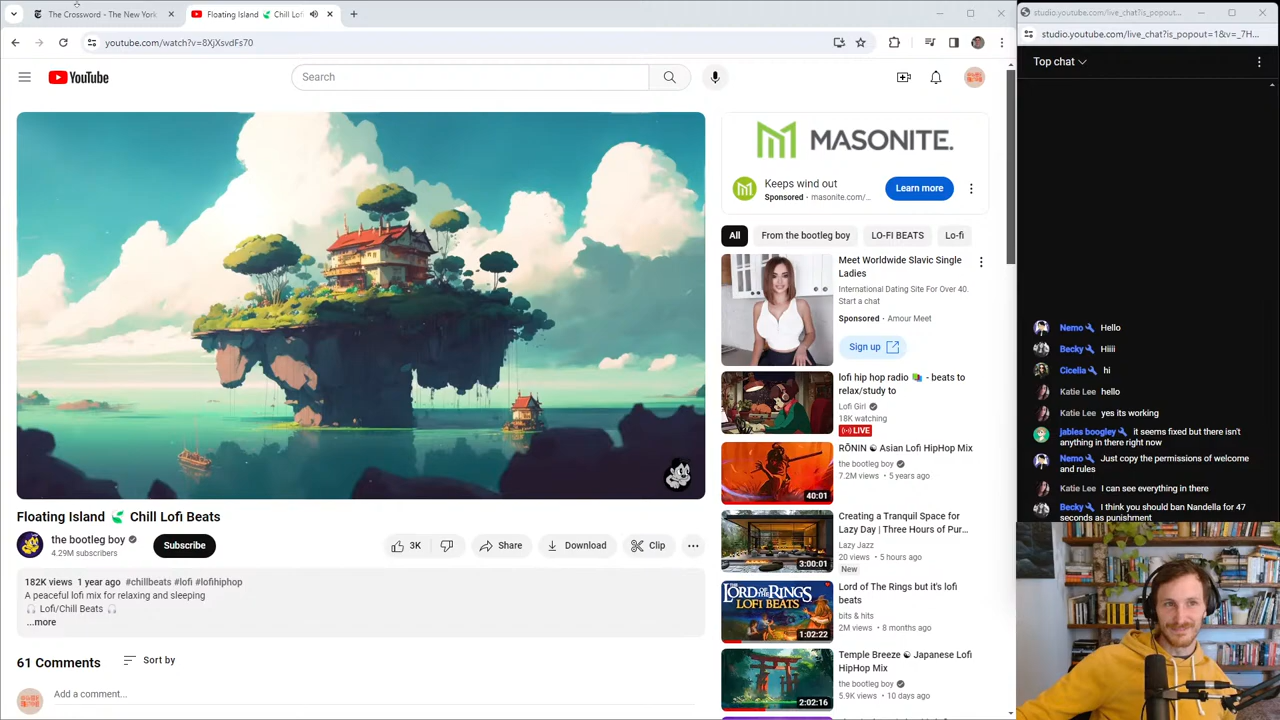 The Crossword - The New York
Floating Island Chill Lofi
youtube.com/watch?v=8XjXsvdFs70
YouTube
Search
MASONITE.
Keeps wind out
Sponsored · masonite.com/...
Learn more
All
From the bootleg boy
LO-FI BEATS
Lo-fi
Meet Worldwide Slavic Single
Ladies
International Dating Site For Over 40.
Start a chat
Sponsored · Amour Meet
Sign up
lofi hip hop radio - beats to
relax/study to
Lofi Girl
18K watching
LIVE
RŌNIN ☯ Asian Lofi HipHop Mix
the bootleg boy
7.2M views • 5 years ago
40:01
Creating a Tranquil Space for
Lazy Day | Three Hours of Pur...
Lazy Jazz
20 views • 5 hours ago
New
3:00:01
Lord of The Rings but it's lofi
beats
bits & hits
2M views • 8 months ago
THE LORD OF THE RINGS
LOFI BEATS
1:02:22
Temple Breeze ☯ Japanese Lofi
HipHop Mix
the bootleg boy
5.9K views • 10 days ago
2:02:16
Floating Island Chill Lofi Beats
the bootleg boy
4.29M subscribers
Subscribe
3K
Share
Download
Clip
182K views 1 year ago #lofihiphop
mix for relaxing and sleeping.
Lofi/Chill Beats
...more
61 Comments
Sort by
Add a comment...
studio.youtube.com/live_chat?is_popout...
studio.youtube.com/live_chat?is_popout=1&v=_7H...
Top chat
Nemo Hello
Becky Hiiii
Cicelia hi
Katie Lee hello
Katie Lee yes its working
jables boogley it seems fixed but there isn't
anything in there right now
Nemo Just copy the permissions of welcome
and rules
Katie Lee I can see everything in there
Becky I think you should ban Nandella for 47
seconds as punishment